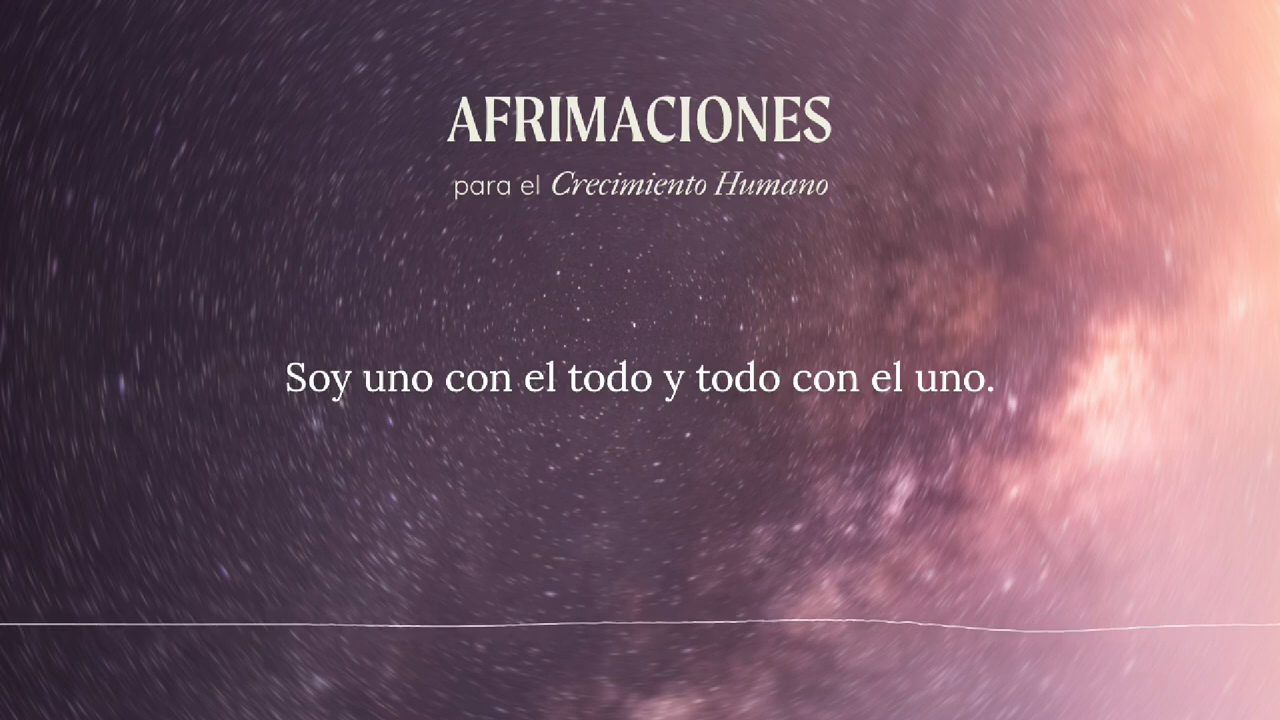 AFRIMACIONES
para el Crecimiento Humano
Soy uno con el todo y todo con el uno.